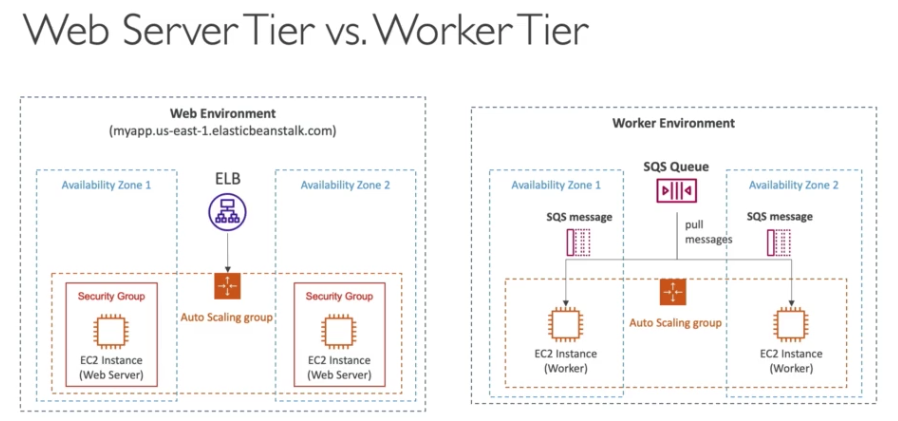 Web Server Tier vs. Worker Tier
Web Environment
(myapp.us-east-1.elasticbeanstalk.com)
Availability Zone 1
ELB
Availability Zone 2
Security Group
Security Group
Auto Scaling group
EC2 Instance
(Web Server)
EC2 Instance
(Web Server)
Worker Environment
SQS Queue
Availability Zone 1
Availability Zone 2
SQS message
SQS message
pull
messages
Auto Scaling group
EC2 Instance
(Worker)
EC2 Instance
(Worker)